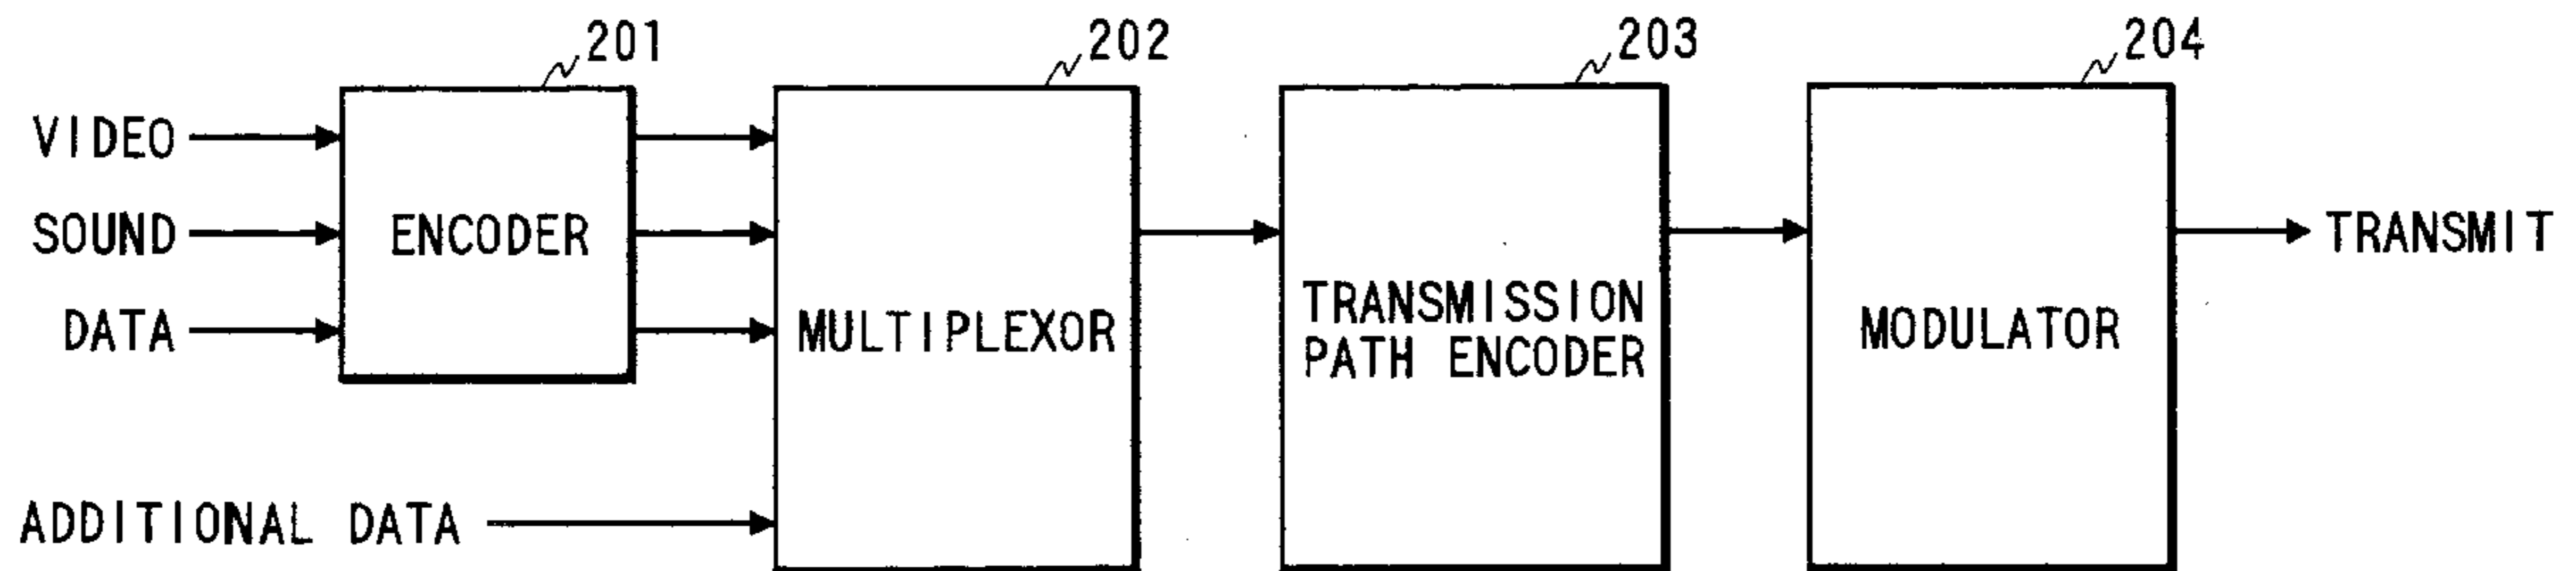 201
202
203
204
VIDEO
SOUND
DATA
ADDITIONAL DATA
ENCODER
MULTIPLEXOR
TRANSMISSION
PATH ENCODER
MODULATOR
TRANSMIT